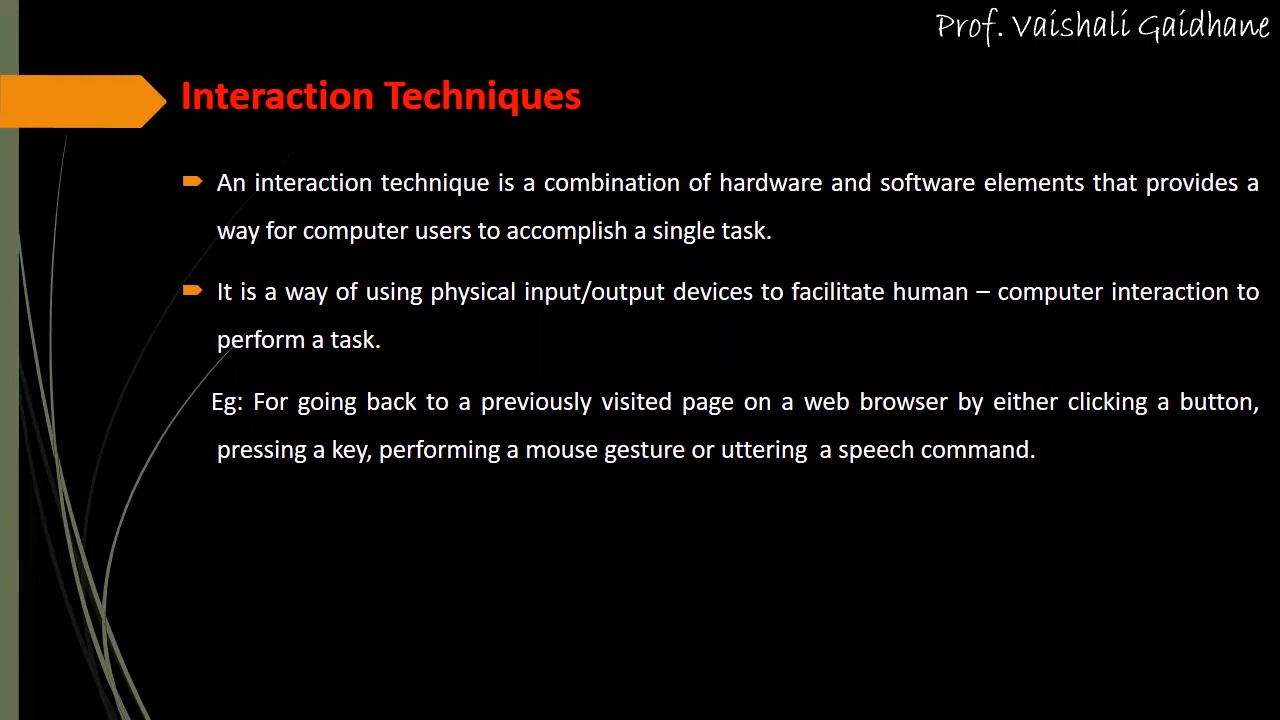 Prof. Vaishali Gaidhane
Interaction Techniques
An interaction technique is a combination of hardware and software elements that provides a
way for computer users to accomplish a single task.
It is a way of using physical input/output devices to facilitate human – computer interaction to
perform a task.
Eg: For going back to a previously visited page on a web browser by either clicking a button,
pressing a key, performing a mouse gesture or uttering  a speech command.